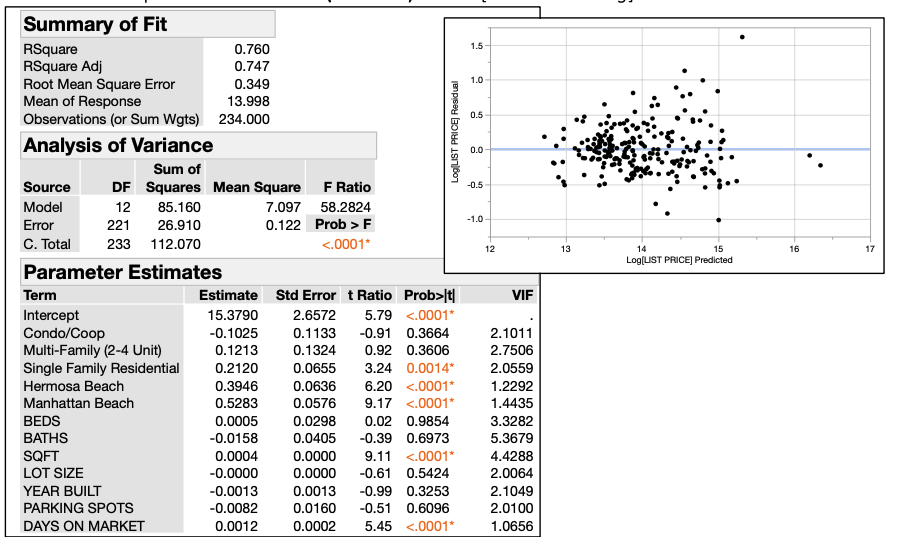 Summary of Fit
RSquare 0.760
RSquare Adj 0.747
Root Mean Square Error 0.349
Mean of Response 13.998
Observations (or Sum Wgts) 234.000
Analysis of Variance
Source DF Sum of Squares Mean Square F Ratio
Model 12 85.160 7.097 58.2824
Error 221 26.910 0.122 Prob > F
C. Total 233 112.070 <.0001*
Parameter Estimates
Term Estimate Std Error t Ratio Prob>|t| VIF
Intercept 15.3790 2.6572 5.79 <.0001* .
Condo/Coop -0.1025 0.1133 -0.91 0.3664 2.1011
Multi-Family (2-4 Unit) 0.1213 0.1324 0.92 0.3606 2.7506
Single Family Residential 0.2120 0.0655 3.24 0.0014* 2.0559
Hermosa Beach 0.3946 0.0636 6.20 <.0001* 1.2292
Manhattan Beach 0.5283 0.0576 9.17 <.0001* 1.4435
BEDS 0.0005 0.0298 0.02 0.9854 3.3282
BATHS -0.0158 0.0405 -0.39 0.6973 5.3679
SQFT 0.0004 0.0000 9.11 <.0001* 4.4288
LOT SIZE -0.0000 0.0000 -0.61 0.5424 2.0064
YEAR BUILT -0.0013 0.0013 -0.99 0.3253 2.1049
PARKING SPOTS -0.0082 0.0160 -0.51 0.6096 2.0100
DAYS ON MARKET 0.0012 0.0002 5.45 <.0001* 1.0656
Log[LIST PRICE] Residual
1.5
1.0
0.5
0.0
-0.5
-1.0
12 13 14 15 16 17
Log[LIST PRICE] Predicted